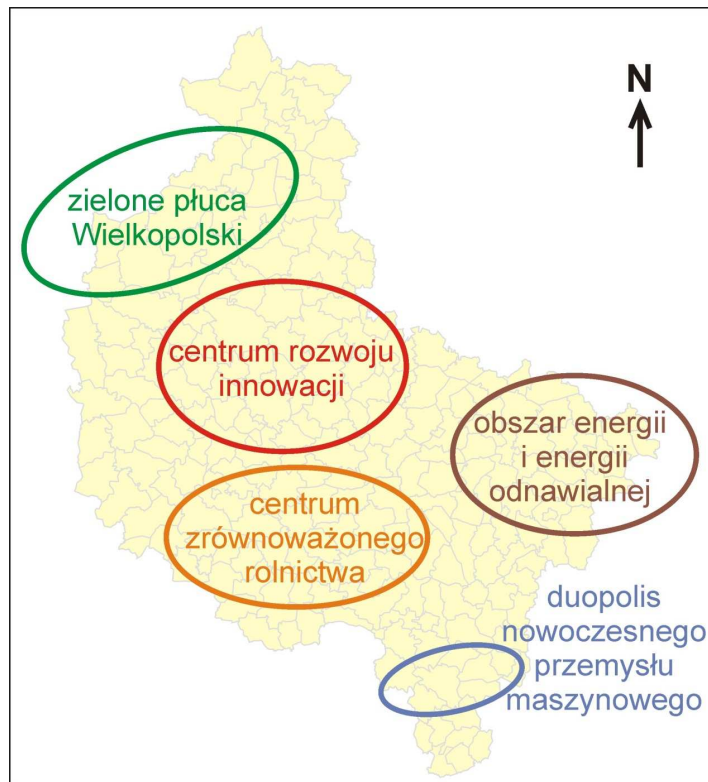 N
zielone płuca
Wielkopolski
centrum rozwoju
innowacji
obszar energii
i energii
odnawialnej
centrum
zrównoważonego
rolnictwa
duopolis
nowoczesnego
przemysłu
maszynowego